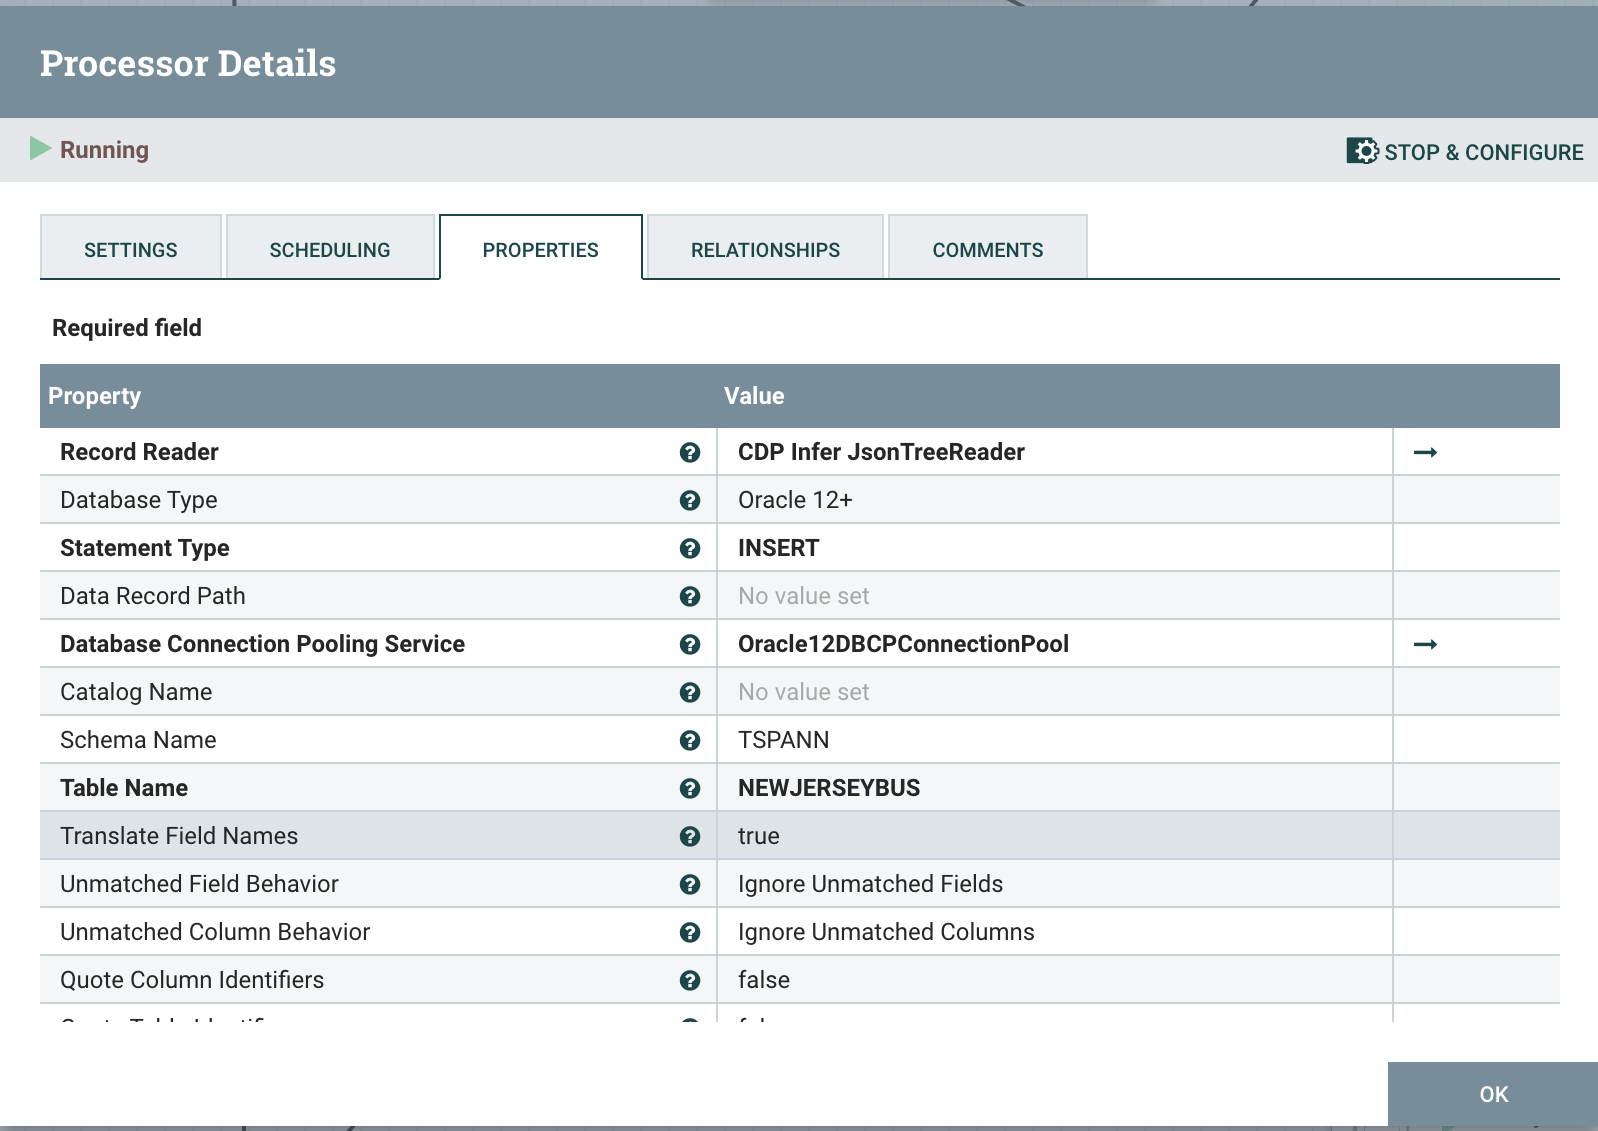 Processor Details
Running
STOP & CONFIGURE
SETTINGS SCHEDULING PROPERTIES RELATIONSHIPS COMMENTS
Required field
Property Value
Record Reader CDP Infer JsonTreeReader
Database Type Oracle 12+
Statement Type INSERT
Data Record Path No value set
Database Connection Pooling Service Oracle12DBCPConnectionPool
Catalog Name No value set
Schema Name TSPANN
Table Name NEWJERSEYBUS
Translate Field Names true
Unmatched Field Behavior Ignore Unmatched Fields
Unmatched Column Behavior Ignore Unmatched Columns
Quote Column Identifiers false
OK